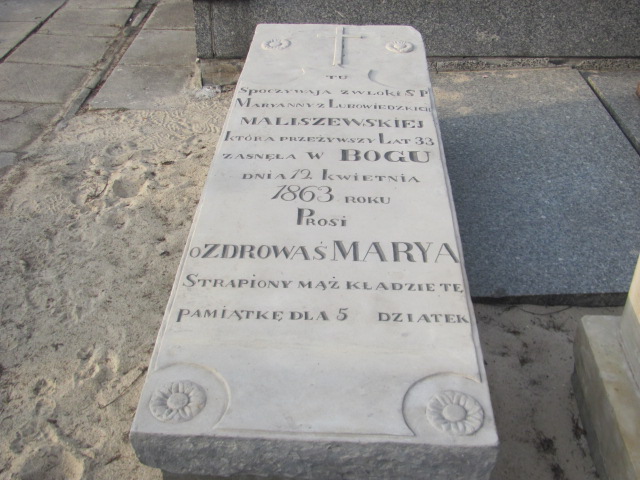 TU
SPOCZYWAJĄ ZWŁOKI Ś P
MARYANNY Z LUBOWIEDZKICH
MALISZEWSKIEJ
KTÓRA PRZEŻYWSZY LAT 33
ZASNĘŁA W BOGU
DNIA 12 KWIETNIA
1863 ROKU
PROSI
O ZDROWAŚ MARYA
STRAPIONY MĄŻ KŁADZIE TĘ
PAMIĄTKĘ DLA 5 DZIATEK